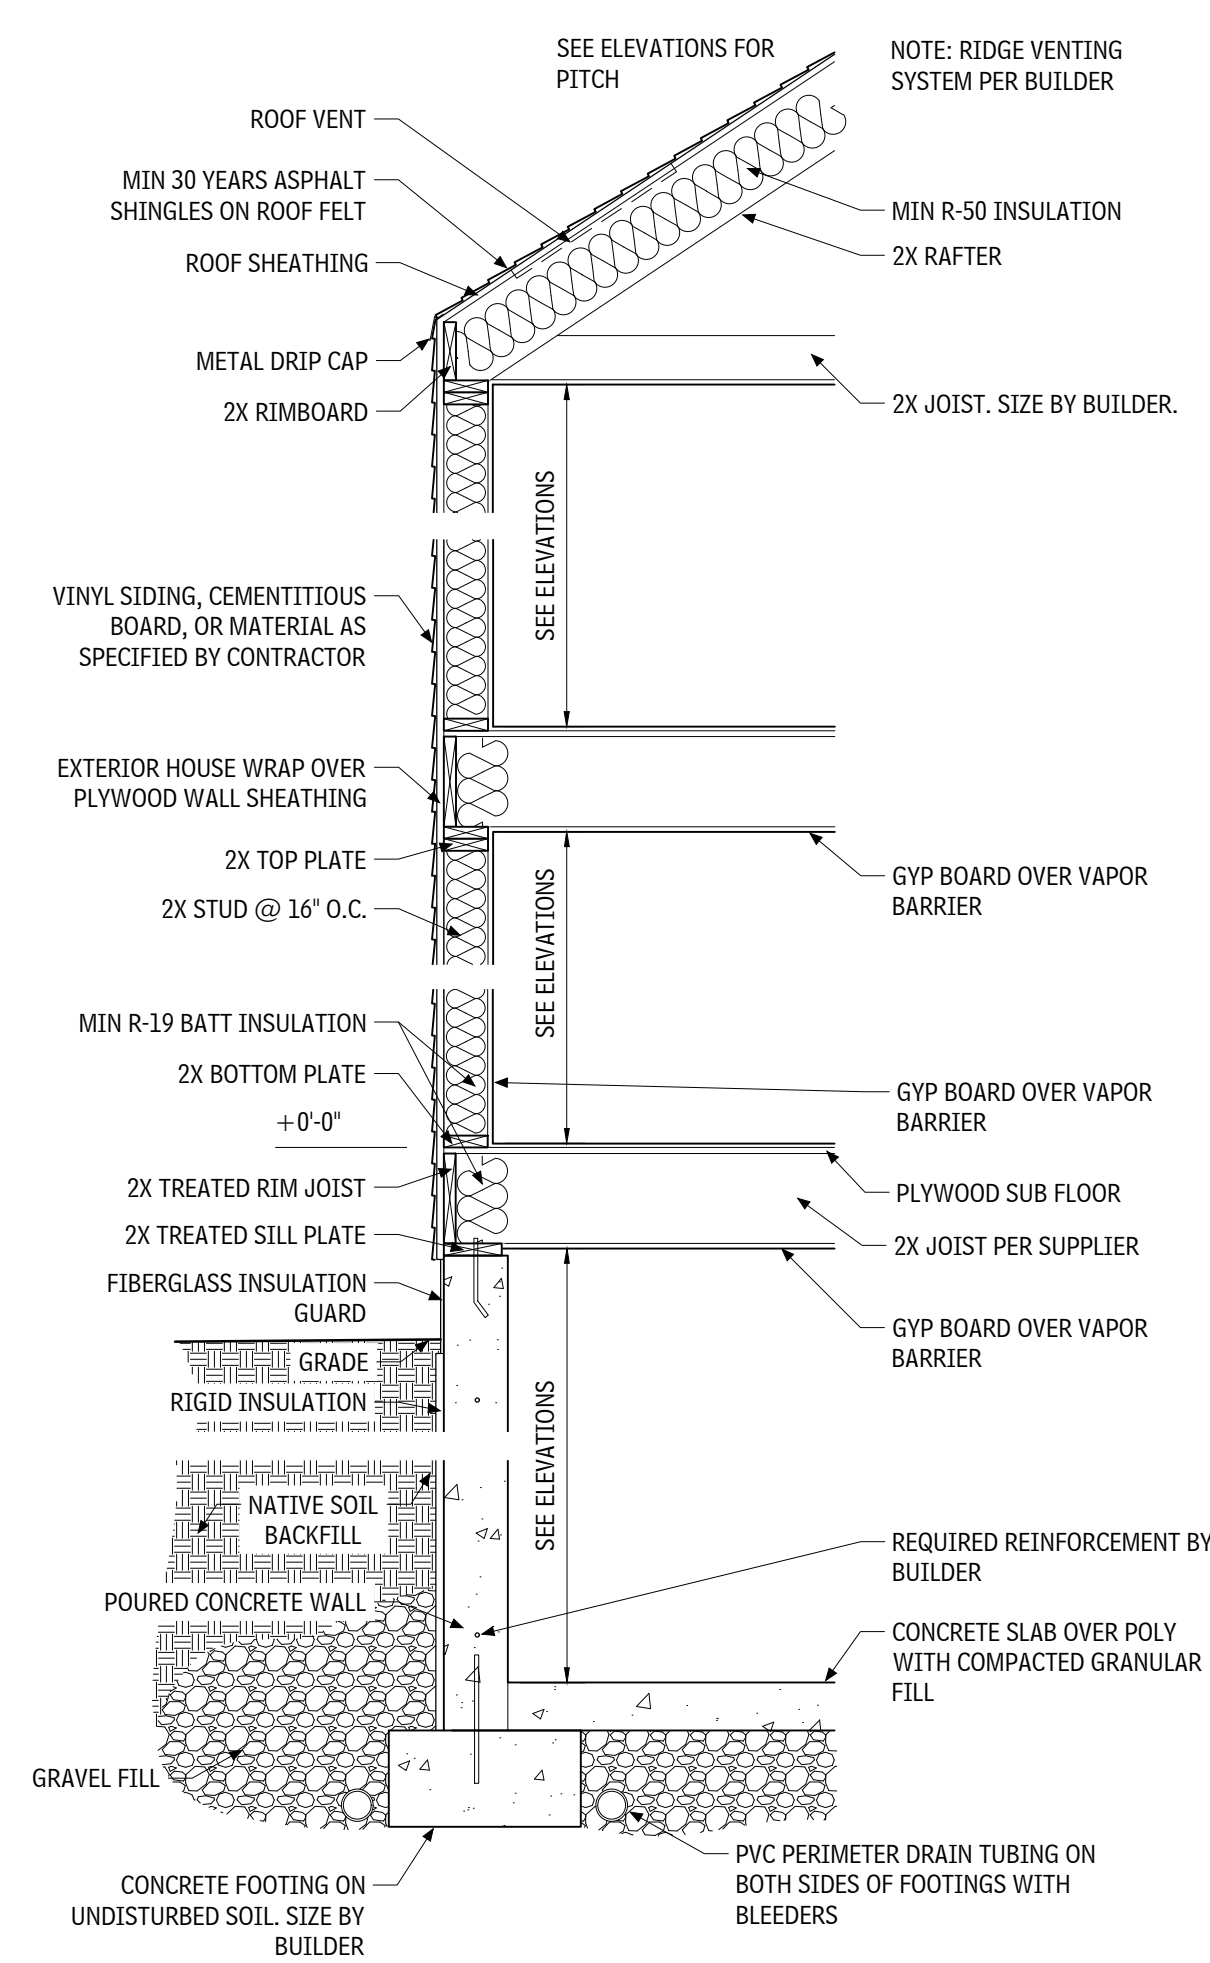 SEE ELEVATIONS FOR
PITCH
NOTE: RIDGE VENTING
SYSTEM PER BUILDER
ROOF VENT
MIN 30 YEARS ASPHALT
SHINGLES ON ROOF FELT
ROOF SHEATHING
MIN R-50 INSULATION
2X RAFTER
METAL DRIP CAP
2X RIMBOARD
2X JOIST. SIZE BY BUILDER.
SEE ELEVATIONS
VINYL SIDING, CEMENTITIOUS
BOARD, OR MATERIAL AS
SPECIFIED BY CONTRACTOR
EXTERIOR HOUSE WRAP OVER
PLYWOOD WALL SHEATHING
2X TOP PLATE
2X STUD @ 16" O.C.
GYP BOARD OVER VAPOR
BARRIER
SEE ELEVATIONS
MIN R-19 BATT INSULATION
2X BOTTOM PLATE
+0'-0"
GYP BOARD OVER VAPOR
BARRIER
2X TREATED RIM JOIST
2X TREATED SILL PLATE
PLYWOOD SUB FLOOR
2X JOIST PER SUPPLIER
FIBERGLASS INSULATION
GUARD
GYP BOARD OVER VAPOR
BARRIER
GRADE
RIGID INSULATION
SEE ELEVATIONS
NATIVE SOIL
BACKFILL
REQUIRED REINFORCEMENT BY
BUILDER
POURED CONCRETE WALL
CONCRETE SLAB OVER POLY
WITH COMPACTED GRANULAR
FILL
GRAVEL FILL
PVC PERIMETER DRAIN TUBING ON
BOTH SIDES OF FOOTINGS WITH
BLEEDERS
CONCRETE FOOTING ON
UNDISTURBED SOIL. SIZE BY
BUILDER